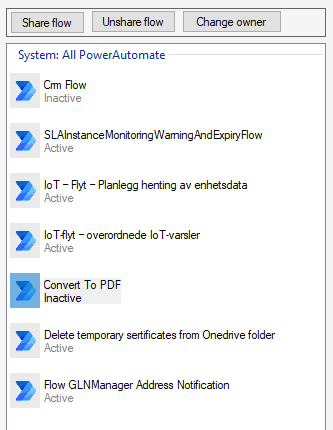 Share flow
Unshare flow
Change owner
System: All PowerAutomate
Crm Flow
Inactive
SLAInstanceMonitoringWarningAndExpiryFlow
Active
IoT – Flyt – Planlegg henting av enhetsdata
Active
IoT-flyt – overordnede IoT-varsler
Active
Convert To PDF
Inactive
Delete temporary sertificates from Onedrive folder
Active
Flow GLNManager Address Notification
Active